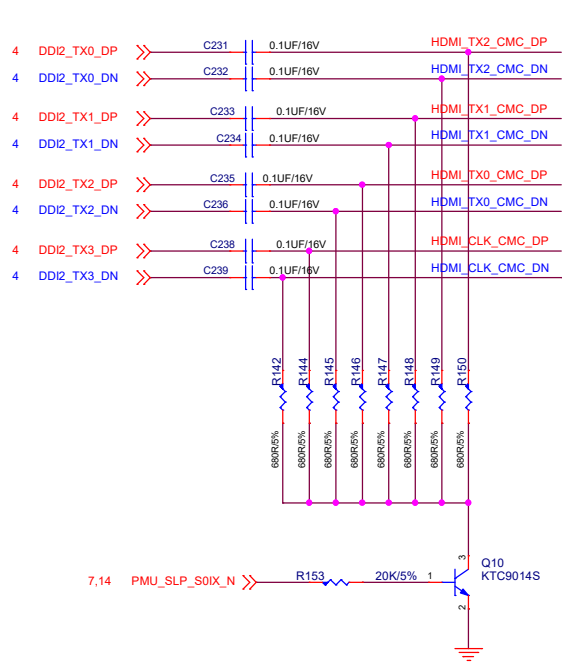 4 DDI2_TX0_DP C231 0.1UF/16V HDMI_TX2_CMC_DP
4 DDI2_TX0_DN C232 0.1UF/16V HDMI_TX2_CMC_DN
4 DDI2_TX1_DP C233 0.1UF/16V HDMI_TX1_CMC_DP
4 DDI2_TX1_DN C234 0.1UF/16V HDMI_TX1_CMC_DN
4 DDI2_TX2_DP C235 0.1UF/16V HDMI_TX0_CMC_DP
4 DDI2_TX2_DN C236 0.1UF/16V HDMI_TX0_CMC_DN
4 DDI2_TX3_DP C238 0.1UF/16V HDMI_CLK_CMC_DP
4 DDI2_TX3_DN C239 0.1UF/16V HDMI_CLK_CMC_DN
R142 R144 R145 R146 R147 R148 R149 R150
680R/5% 680R/5% 680R/5% 680R/5% 680R/5% 680R/5% 680R/5% 680R/5%
3 Q10
7,14 PMU_SLP_S0IX_N R153 20K/5% 1 KTC9014S
2